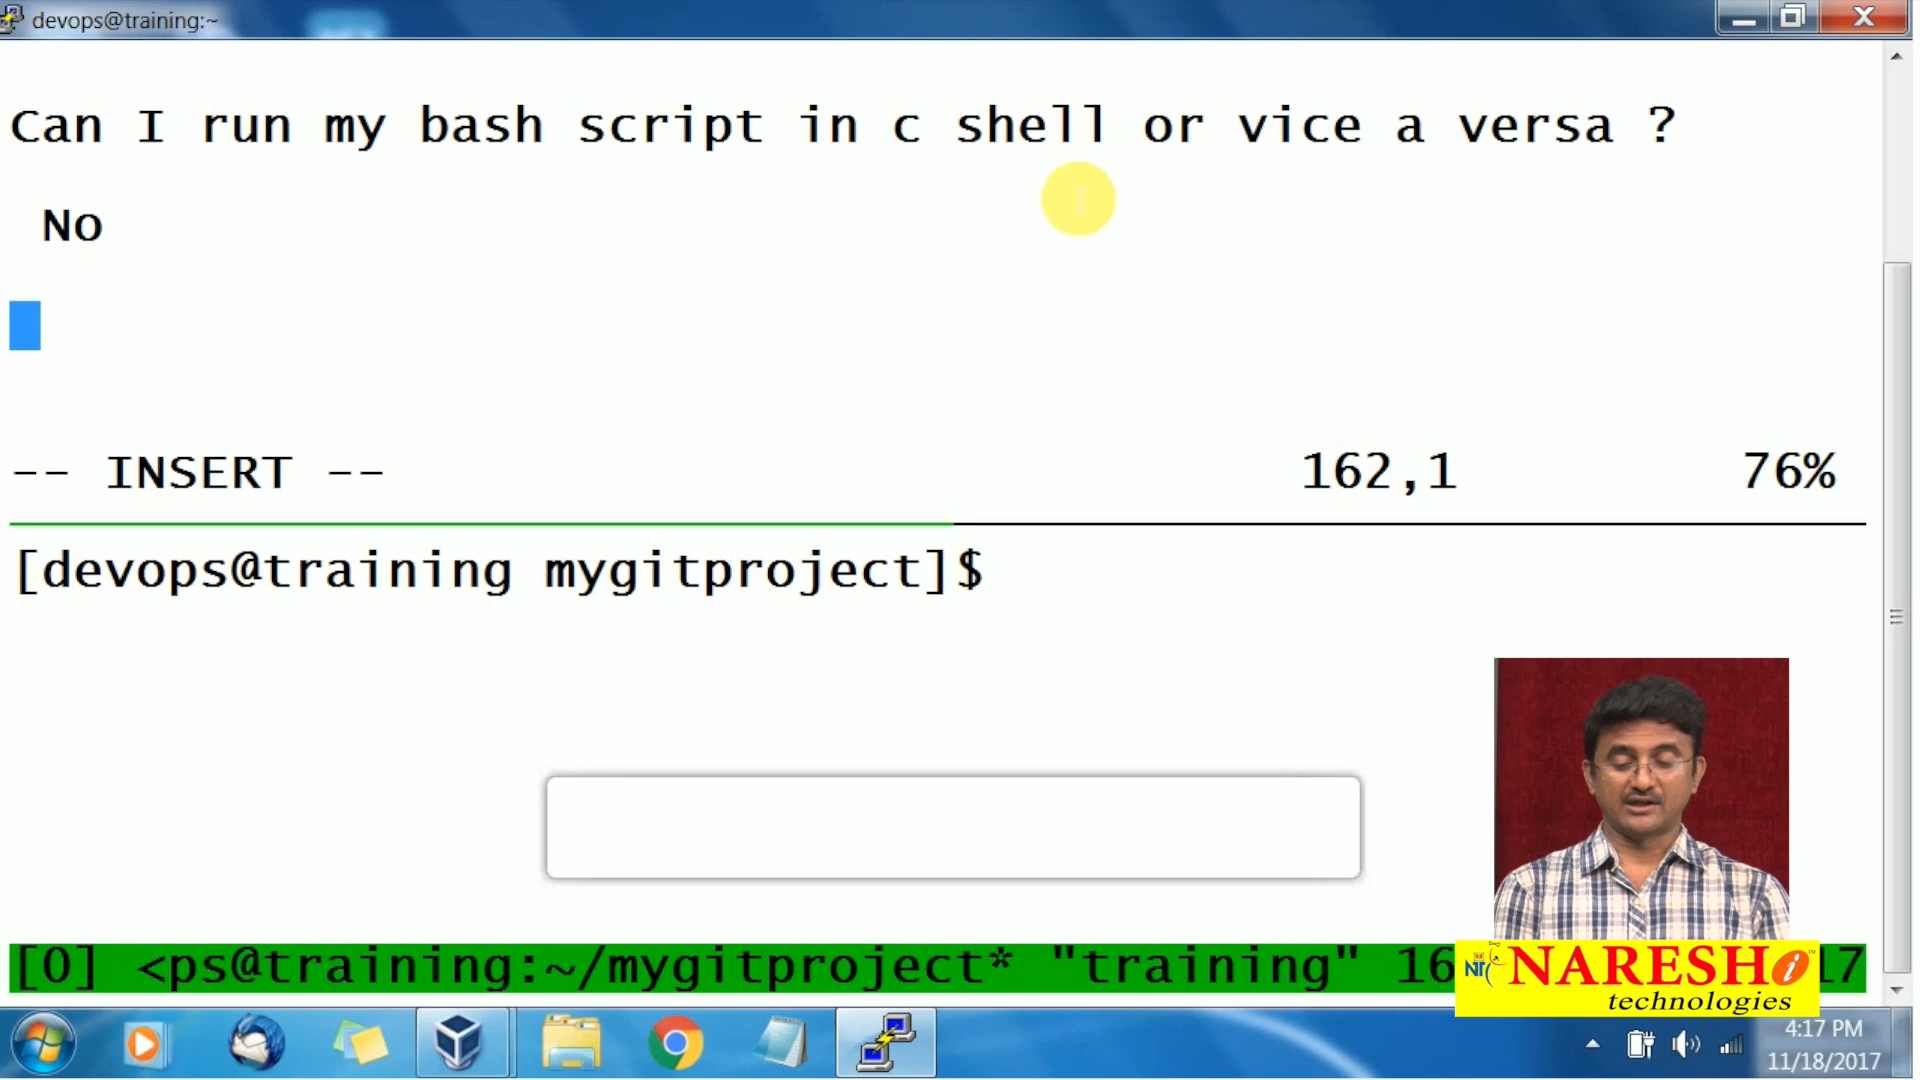 devops@training:~
Can I run my bash script in c shell or vice a versa ?
No
-- INSERT -- 162,1 76%
[devops@training mygitproject]$
[0] <ps@training:~/mygitproject* "training" 16
17
NARESH i
technologies
4:17 PM
11/18/2017